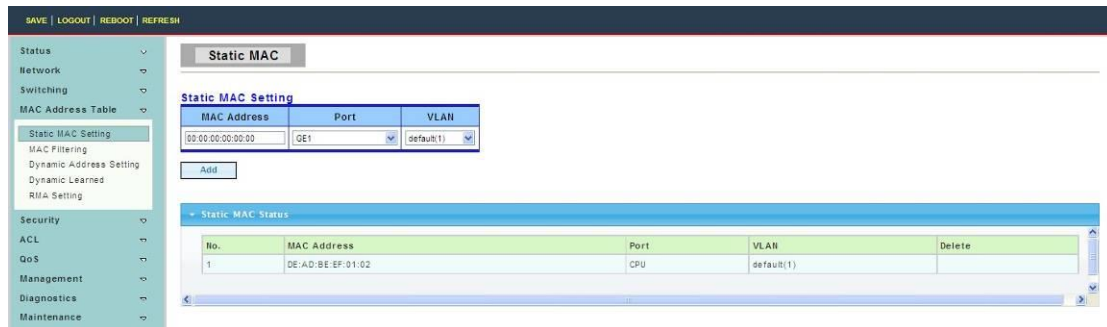 SAVE | LOGOUT | REBOOT | REFRESH
Status
Network
Switching
MAC Address Table
Static MAC Setting
MAC Filtering
Dynamic Address Setting
Dynamic Learned
RMA Setting
Security
ACL
QoS
Management
Diagnostics
Maintenance
Static MAC
Static MAC Setting
MAC Address Port VLAN
00:00:00:00:00:00 GE1 default(1)
Add
Static MAC Status
No. MAC Address Port VLAN Delete
1 DE:AD:BE:EF:01:02 CPU default(1)